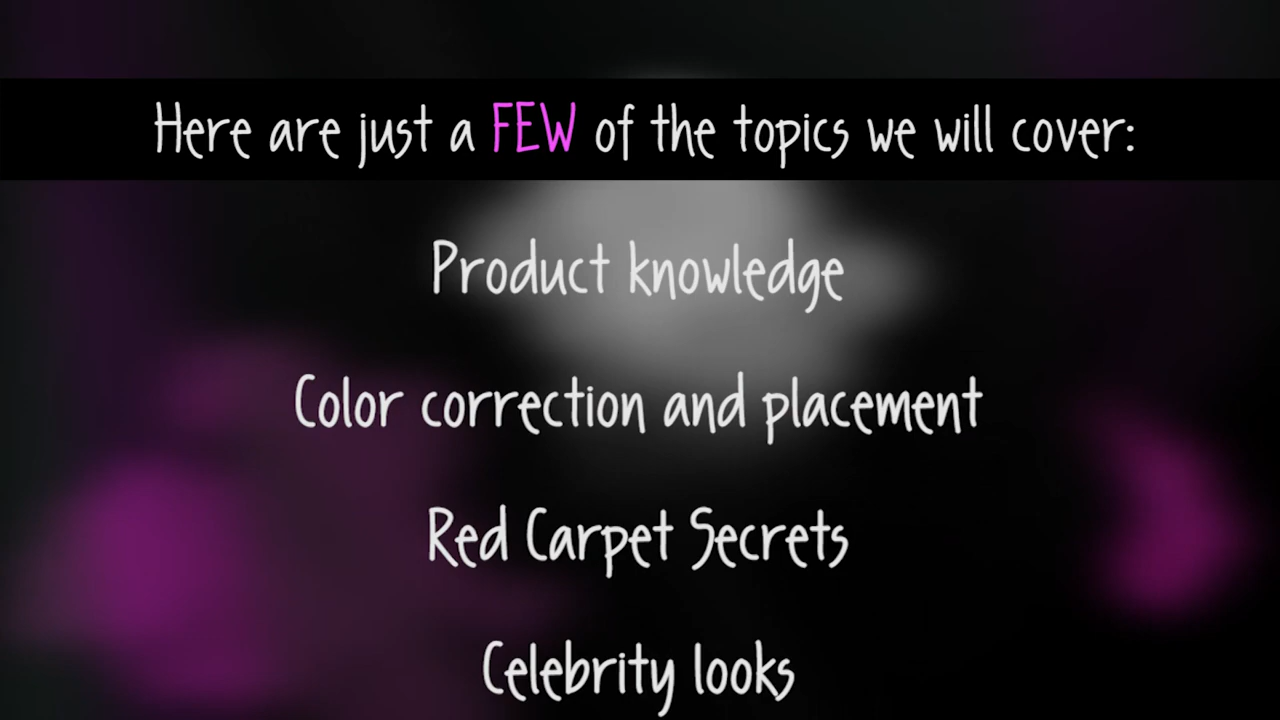 Here are just a FEW of the topics we will cover:
Product knowledge
Color correction and placement
Red Carpet Secrets
Celebrity looks